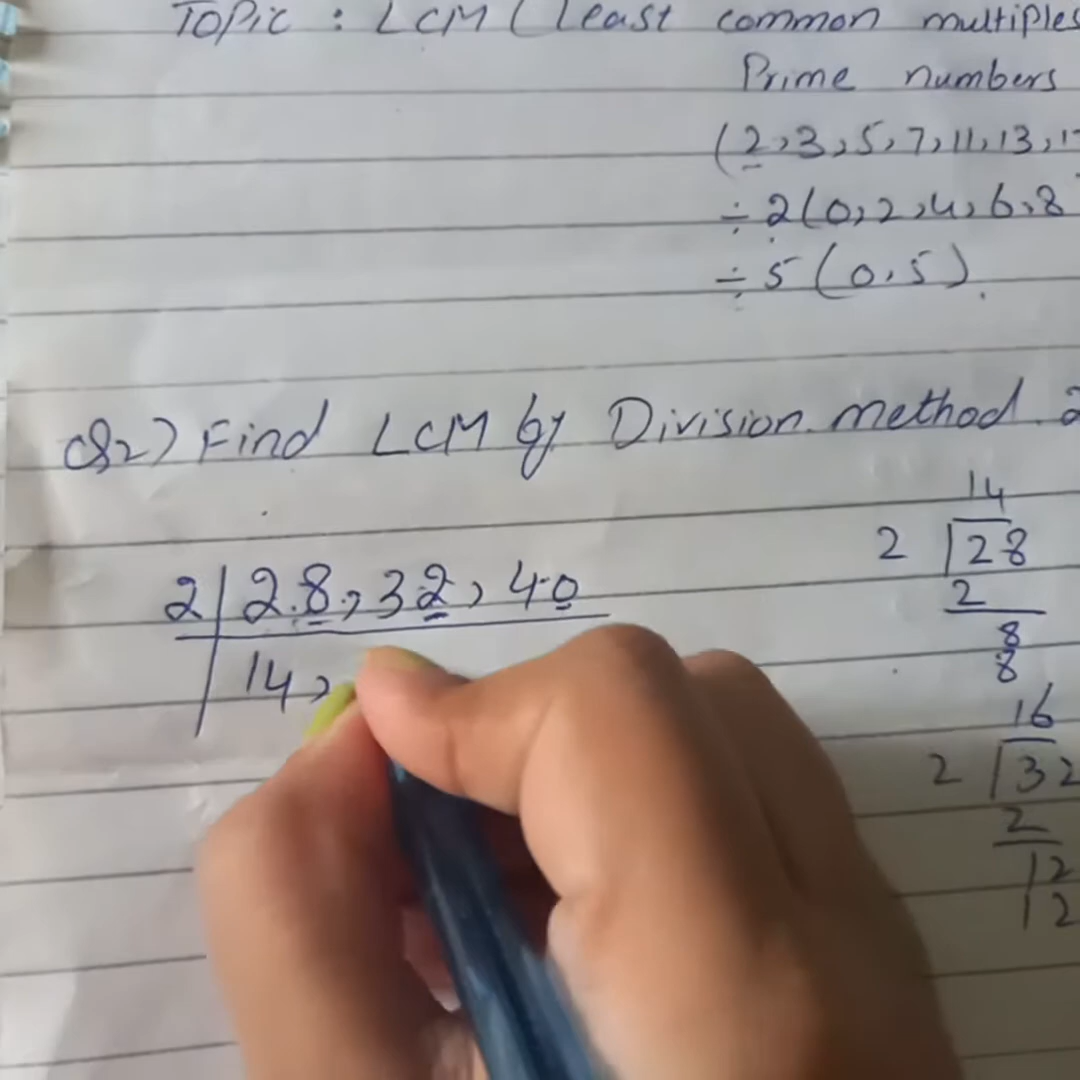 Topic : LCM ( Least common multiples
Prime numbers
(2,3,5,7,11,13,1
÷ 2(0,2,4,6,8
÷ 5 (0,5).
Q2) Find LCM by Division method. 2
14
2 | 28
2
8
8
2 | 28, 32, 40
14,
16
2 | 32
2
12
12